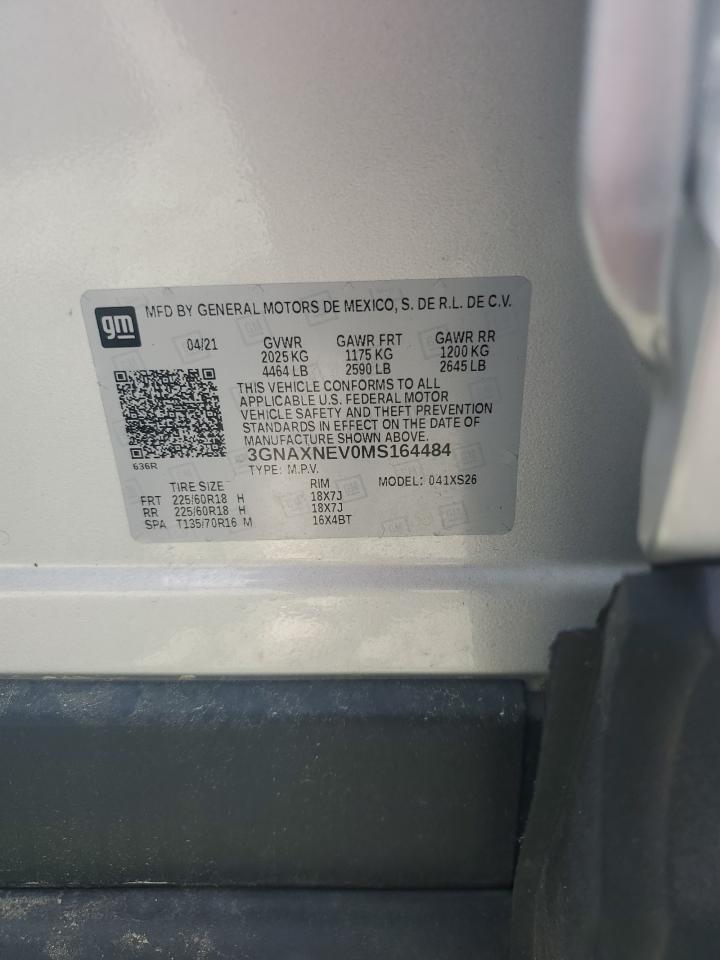 gm
MFD BY GENERAL MOTORS DE MEXICO, S. DE R.L. DE C.V.
04/21 GVWR GAWR FRT GAWR RR
2025 KG 1175 KG 1200 KG
4464 LB 2590 LB 2645 LB
THIS VEHICLE CONFORMS TO ALL
APPLICABLE U.S. FEDERAL MOTOR
VEHICLE SAFETY AND THEFT PREVENTION
STANDARDS IN EFFECT ON THE DATE OF
MANUFACTURE SHOWN ABOVE.
3GNAXNEV0MS164484
636R
TYPE: M.P.V. MODEL: 041XS26
TIRE SIZE RIM
FRT 225/60R18 H 18X7J
RR 225/60R18 H 18X7J
SPA T135/70R16 M 16X4BT